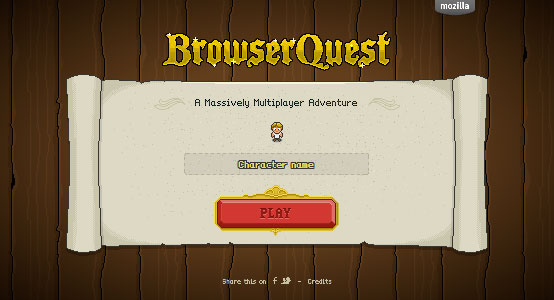 mozilla
BrowserQuest
A Massively Multiplayer Adventure
Character name
PLAY
Share this on - Credits